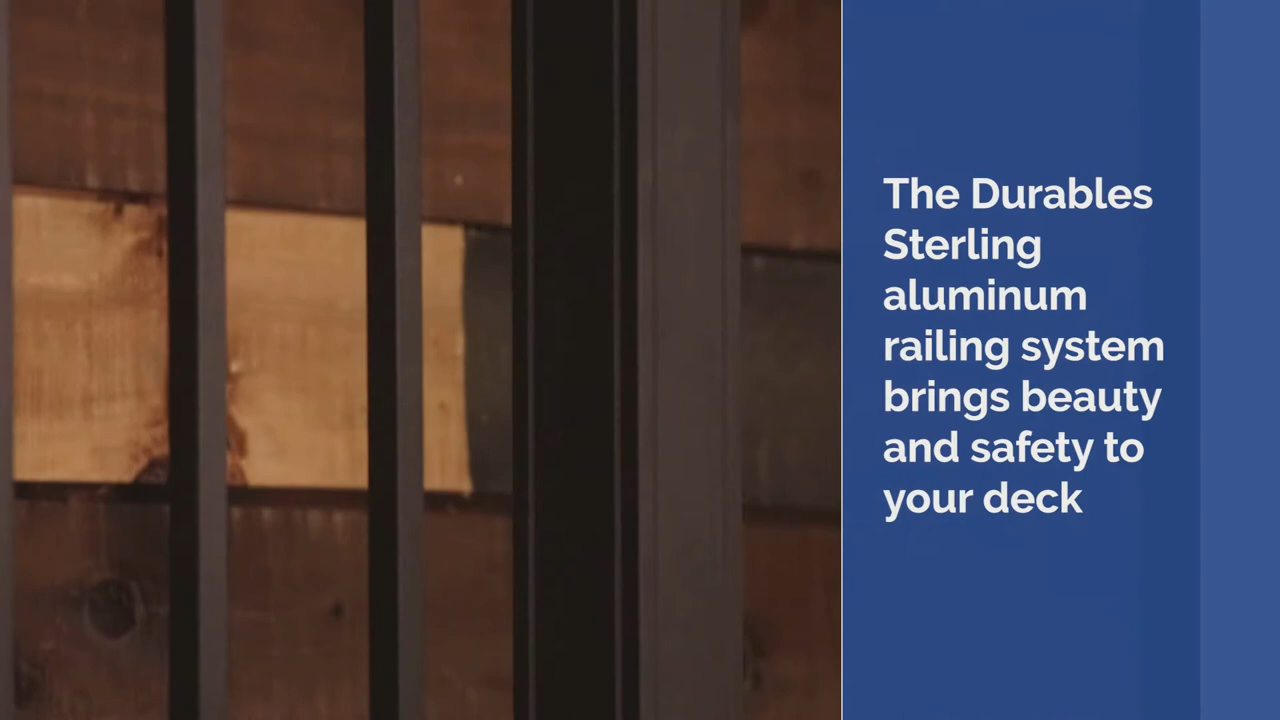 The Durables
Sterling
aluminum
railing system
brings beauty
and safety to
your deck